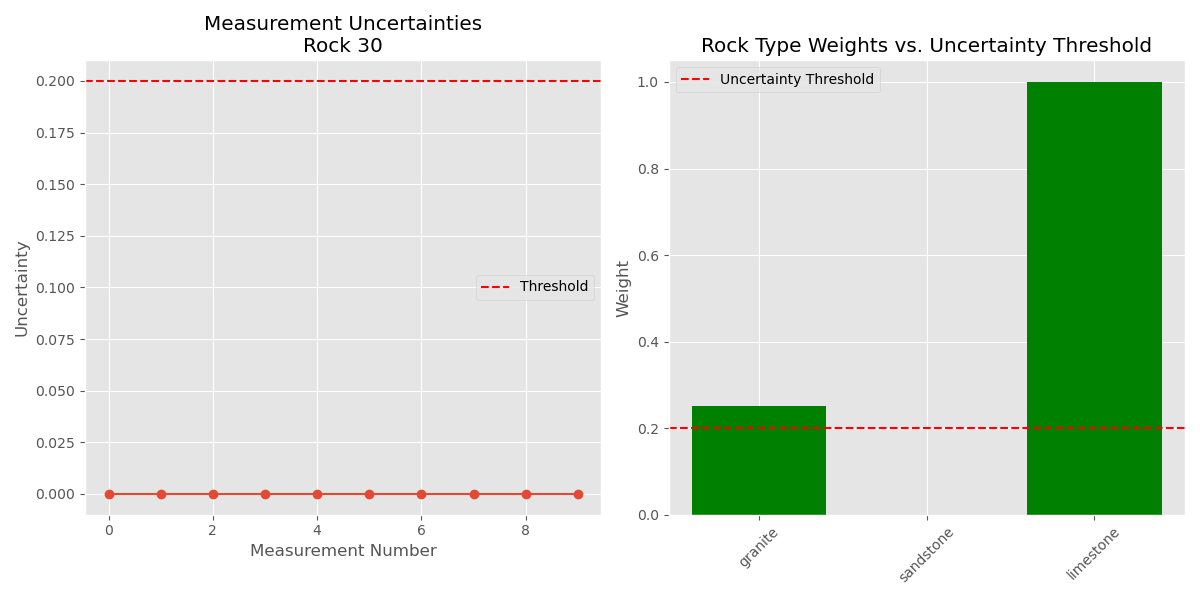 Measurement Uncertainties
Rock 30
Uncertainty
0.200
0.175
0.150
0.125
0.100
0.075
0.050
0.025
0.000
Threshold
0 2 4 6 8
Measurement Number
Rock Type Weights vs. Uncertainty Threshold
Uncertainty Threshold
Weight
1.0
0.8
0.6
0.4
0.2
0.0
granite
sandstone
limestone